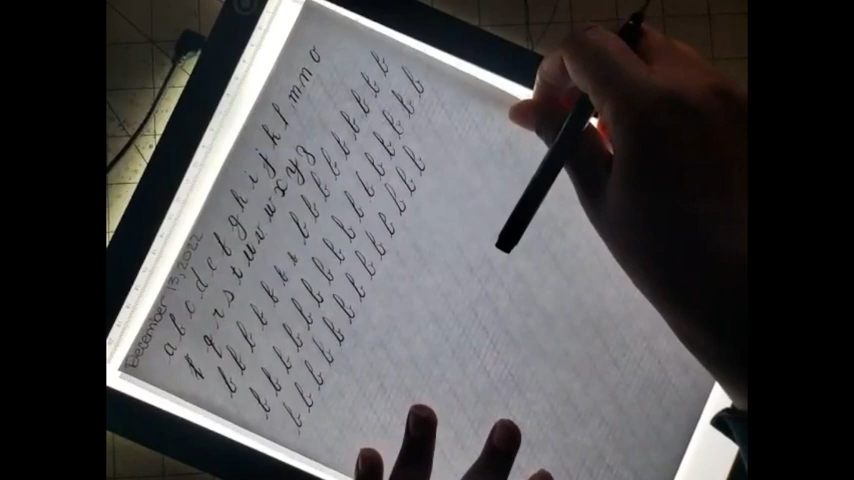 December 13, 2022
a b c d e f g h i j k l m n o
p q r s t u v w x y z
b b b b b b b b b b b b b b b b
b b b b b b b b b b b b b b b b
b b b b b b b b b b b b b